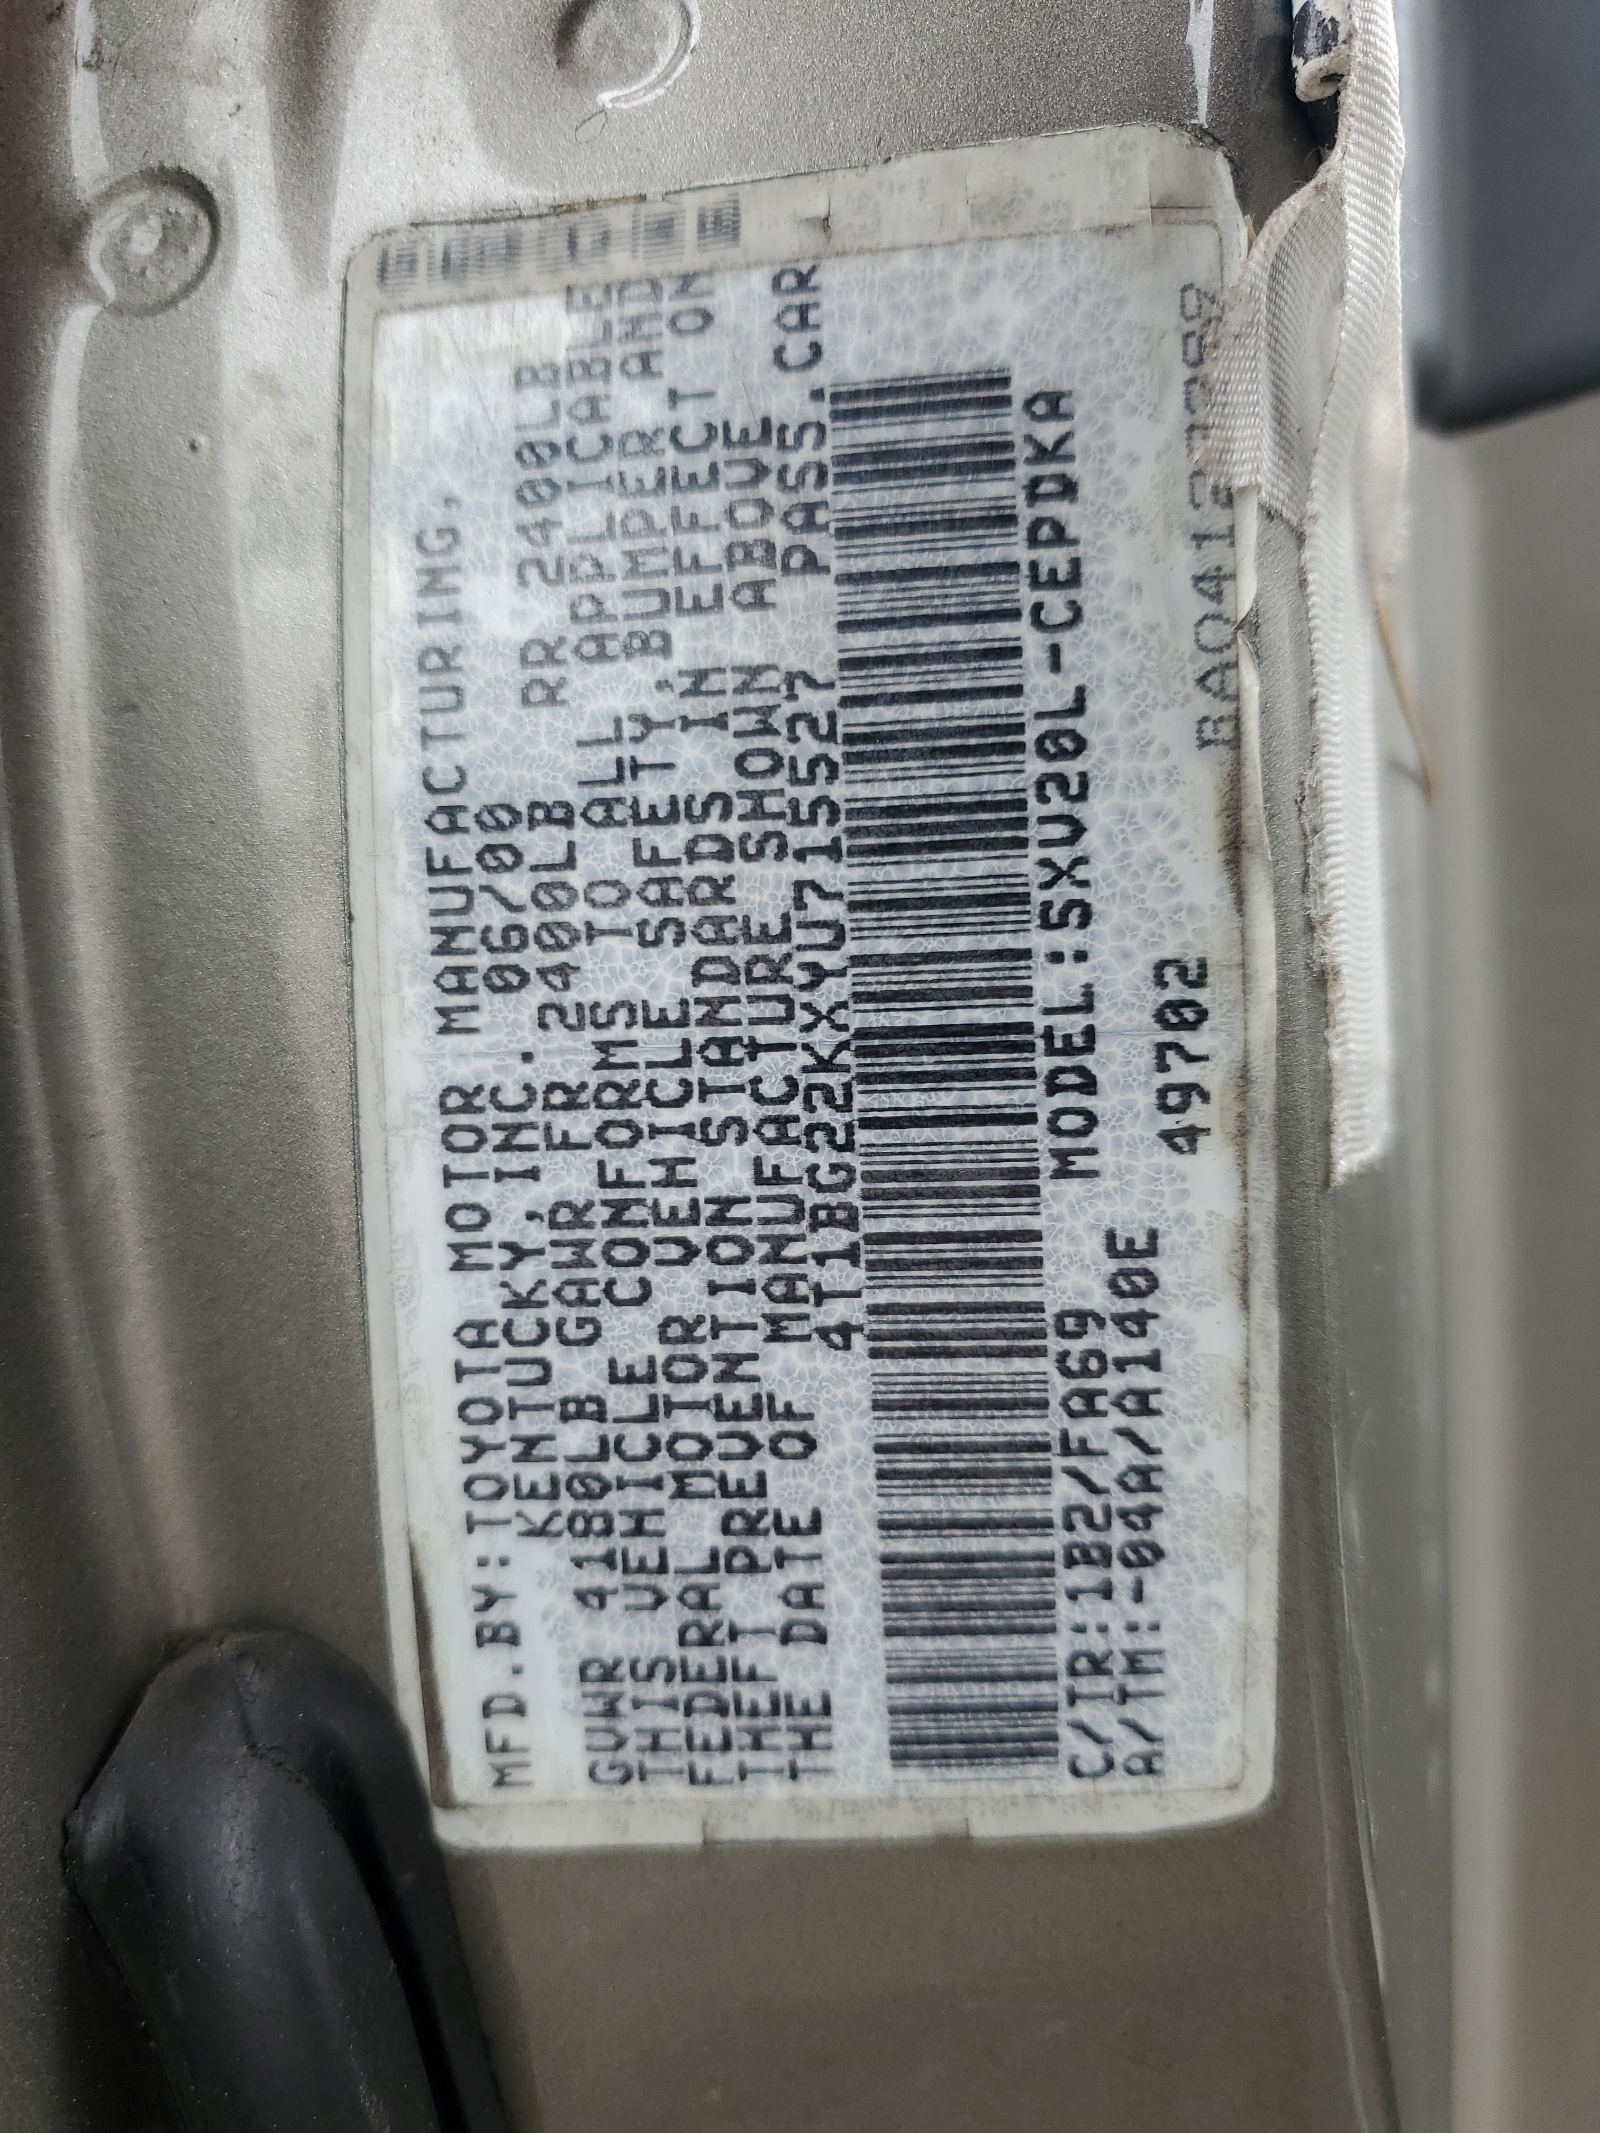 MFD.BY:TOYOTA MOTOR MANUFACTURING,
KENTUCKY, INC. 06/00
GVWR 4180LB GAWR FR 2400LB RR 2400LB
THIS VEHICLE CONFORMS TO ALL APPLICABLE
FEDERAL MOTOR VEHICLE SAFETY, BUMPER AND
THEFT PREVENTION STANDARDS IN EFFECT ON
THE DATE OF MANUFACTURE SHOWN ABOVE
4T1BG22KXYU715527 PASS.CAR
C/TR:1B2/FA69 MODEL:SXV20L-CEPDKA
A/TM:-04A/A140E 49702